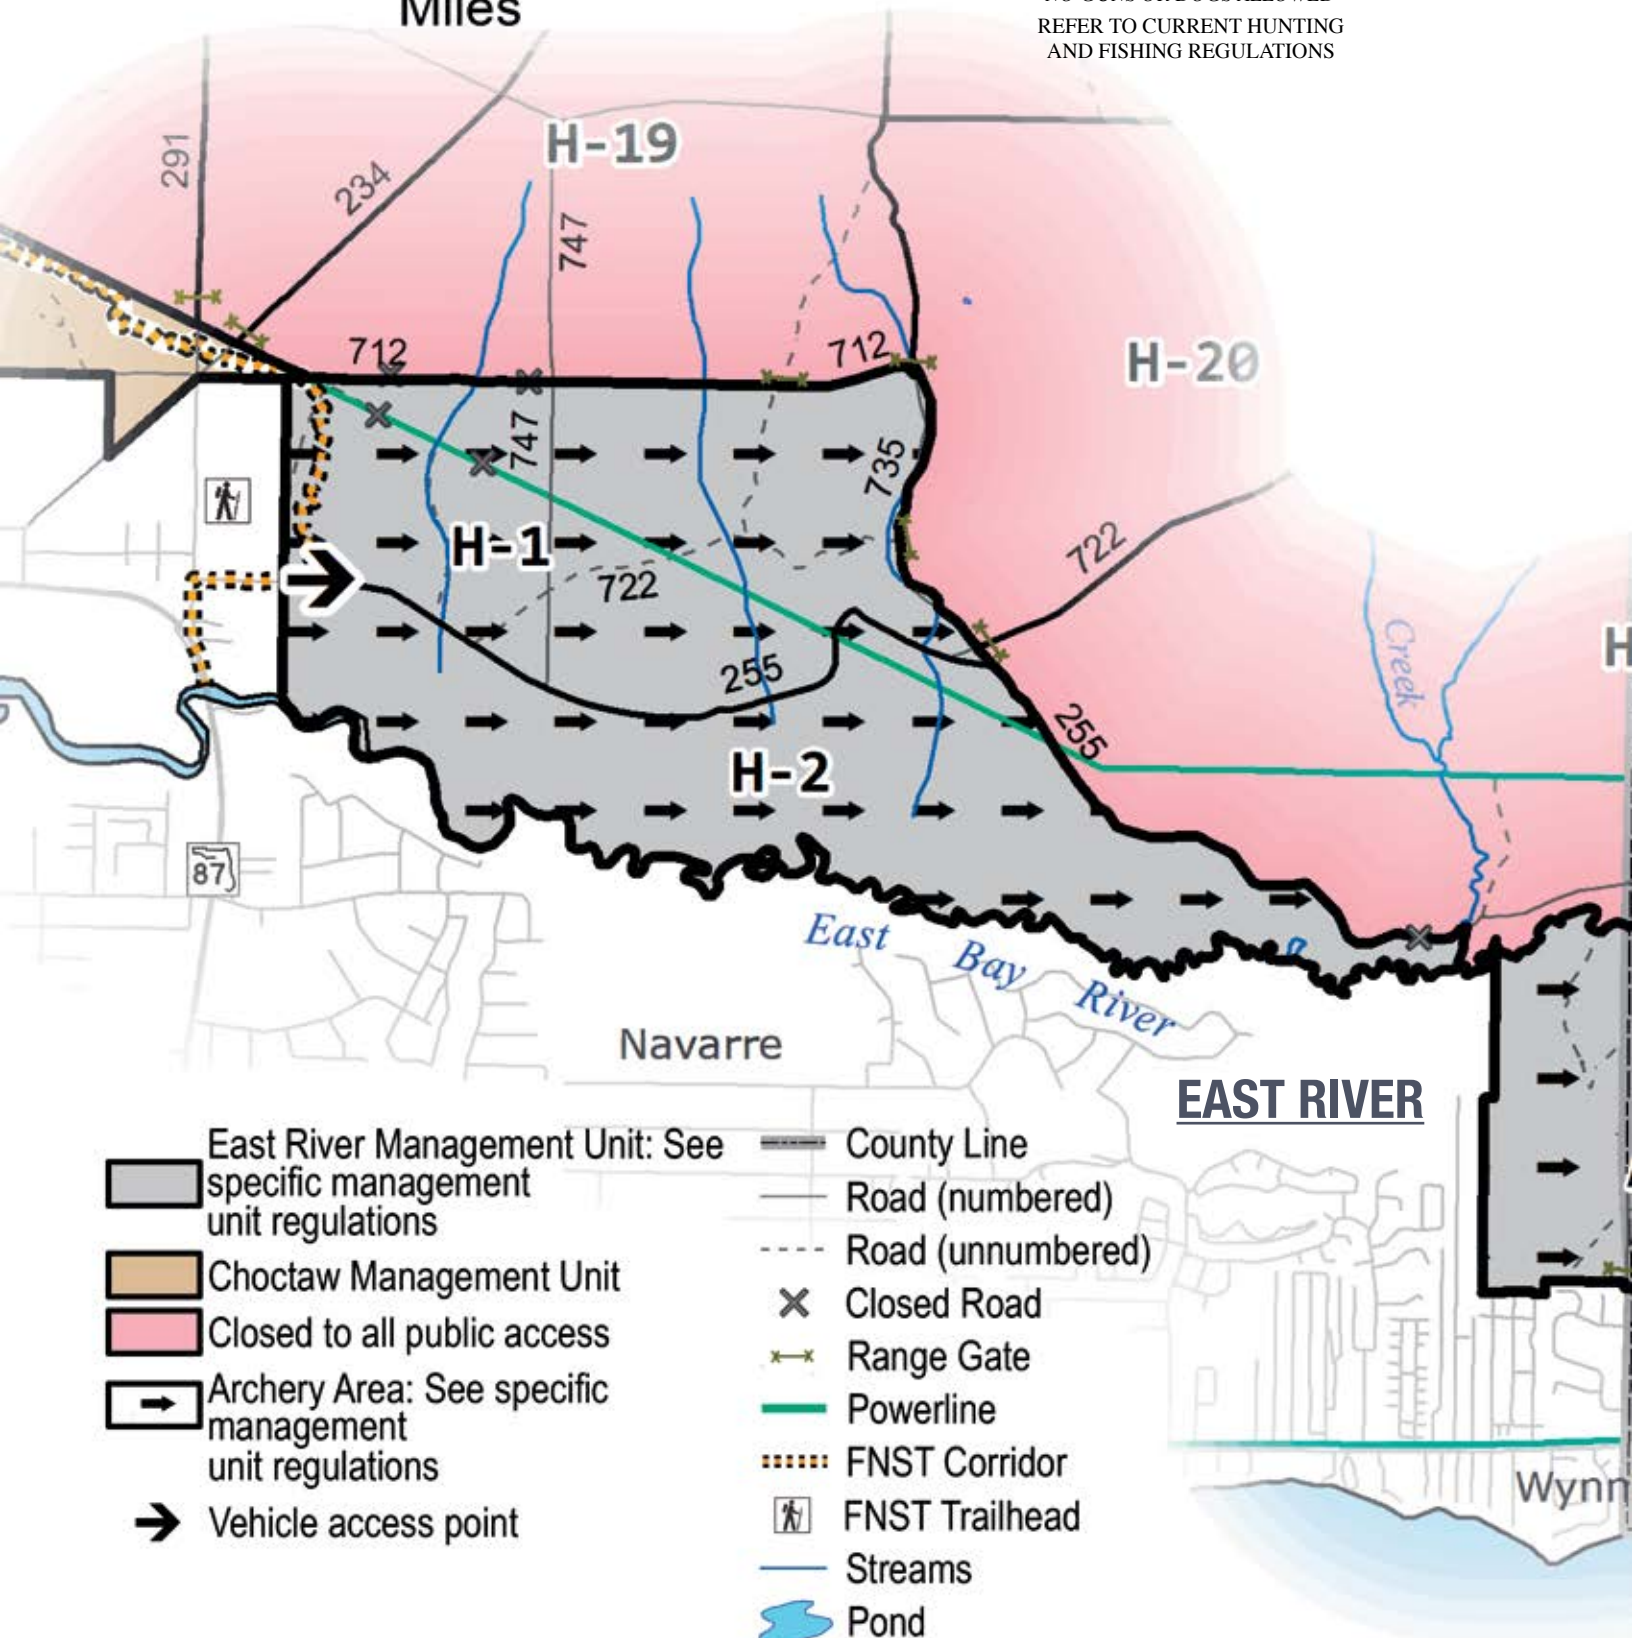 Miles
REFER TO CURRENT HUNTING
AND FISHING REGULATIONS
H-19
291
234
747
712
712
H-20
747
735
H-1
722
722
255
255
H-2
Creek
H
87
East Bay River
Navarre
EAST RIVER
East River Management Unit: See
specific management
unit regulations
Choctaw Management Unit
Closed to all public access
Archery Area: See specific
management
unit regulations
Vehicle access point
County Line
Road (numbered)
Road (unnumbered)
Closed Road
Range Gate
Powerline
FNST Corridor
FNST Trailhead
Streams
Pond
Wynn